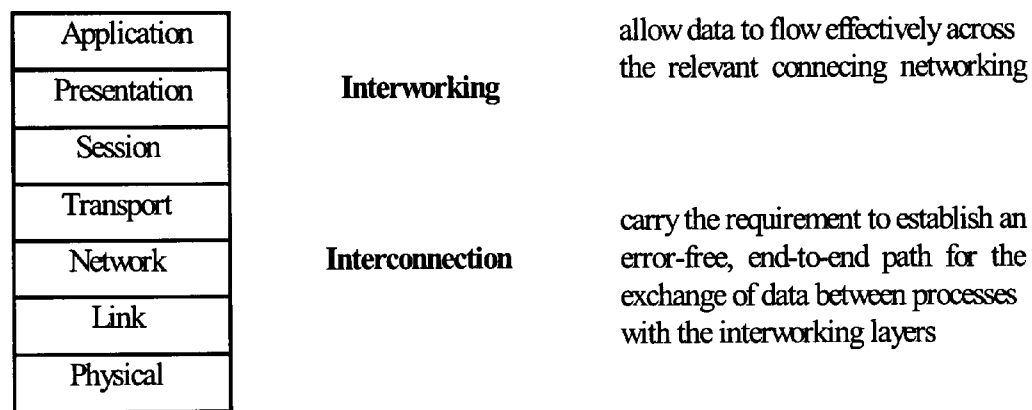 Application
Presentation
Session
Transport
Network
Link
Physical
Interworking
Interconnection
allow data to flow effectively across
the relevant connecing networking
carry the requirement to establish an
error-free, end-to-end path for the
exchange of data between processes
with the interworking layers